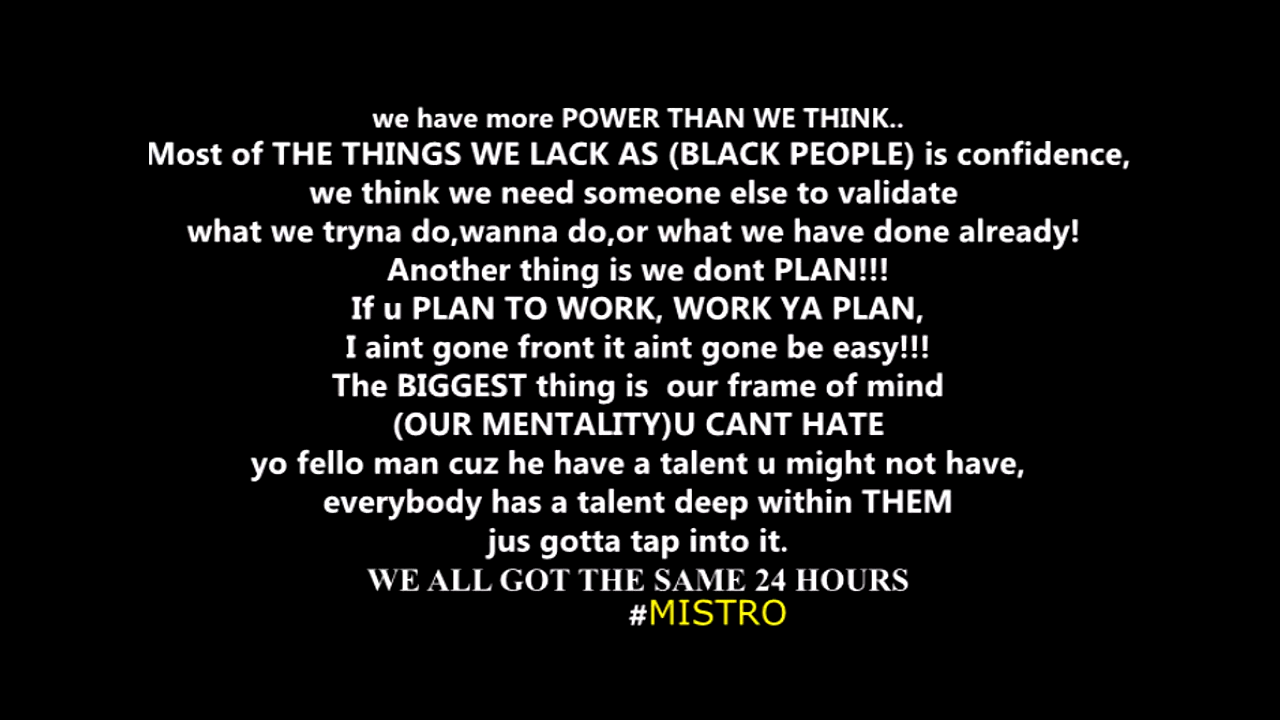 we have more POWER THAN WE THINK..
Most of THE THINGS WE LACK AS (BLACK PEOPLE) is confidence,
we think we need someone else to validate
what we tryna do,wanna do,or what we have done already!
Another thing is we dont PLAN!!!
If u PLAN TO WORK, WORK YA PLAN,
I aint gone front it aint gone be easy!!!
The BIGGEST thing is  our frame of mind
(OUR MENTALITY)U CANT HATE
yo fello man cuz he have a talent u might not have,
everybody has a talent deep within THEM
jus gotta tap into it.
WE ALL GOT THE SAME 24 HOURS
#MISTRO